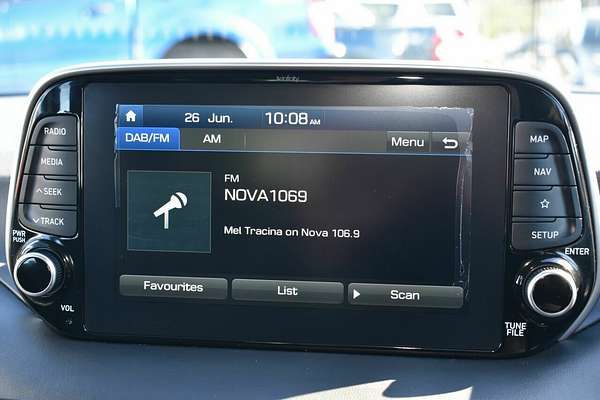 infinity
26 Jun. 10:08 AM
DAB/FM AM Menu
FM
NOVA1069
Mel Tracina on Nova 106.9
Favourites List Scan
RADIO
MEDIA
SEEK
TRACK
PWR
PUSH
VOL
MAP
NAV
SETUP
ENTER
TUNE
FILE